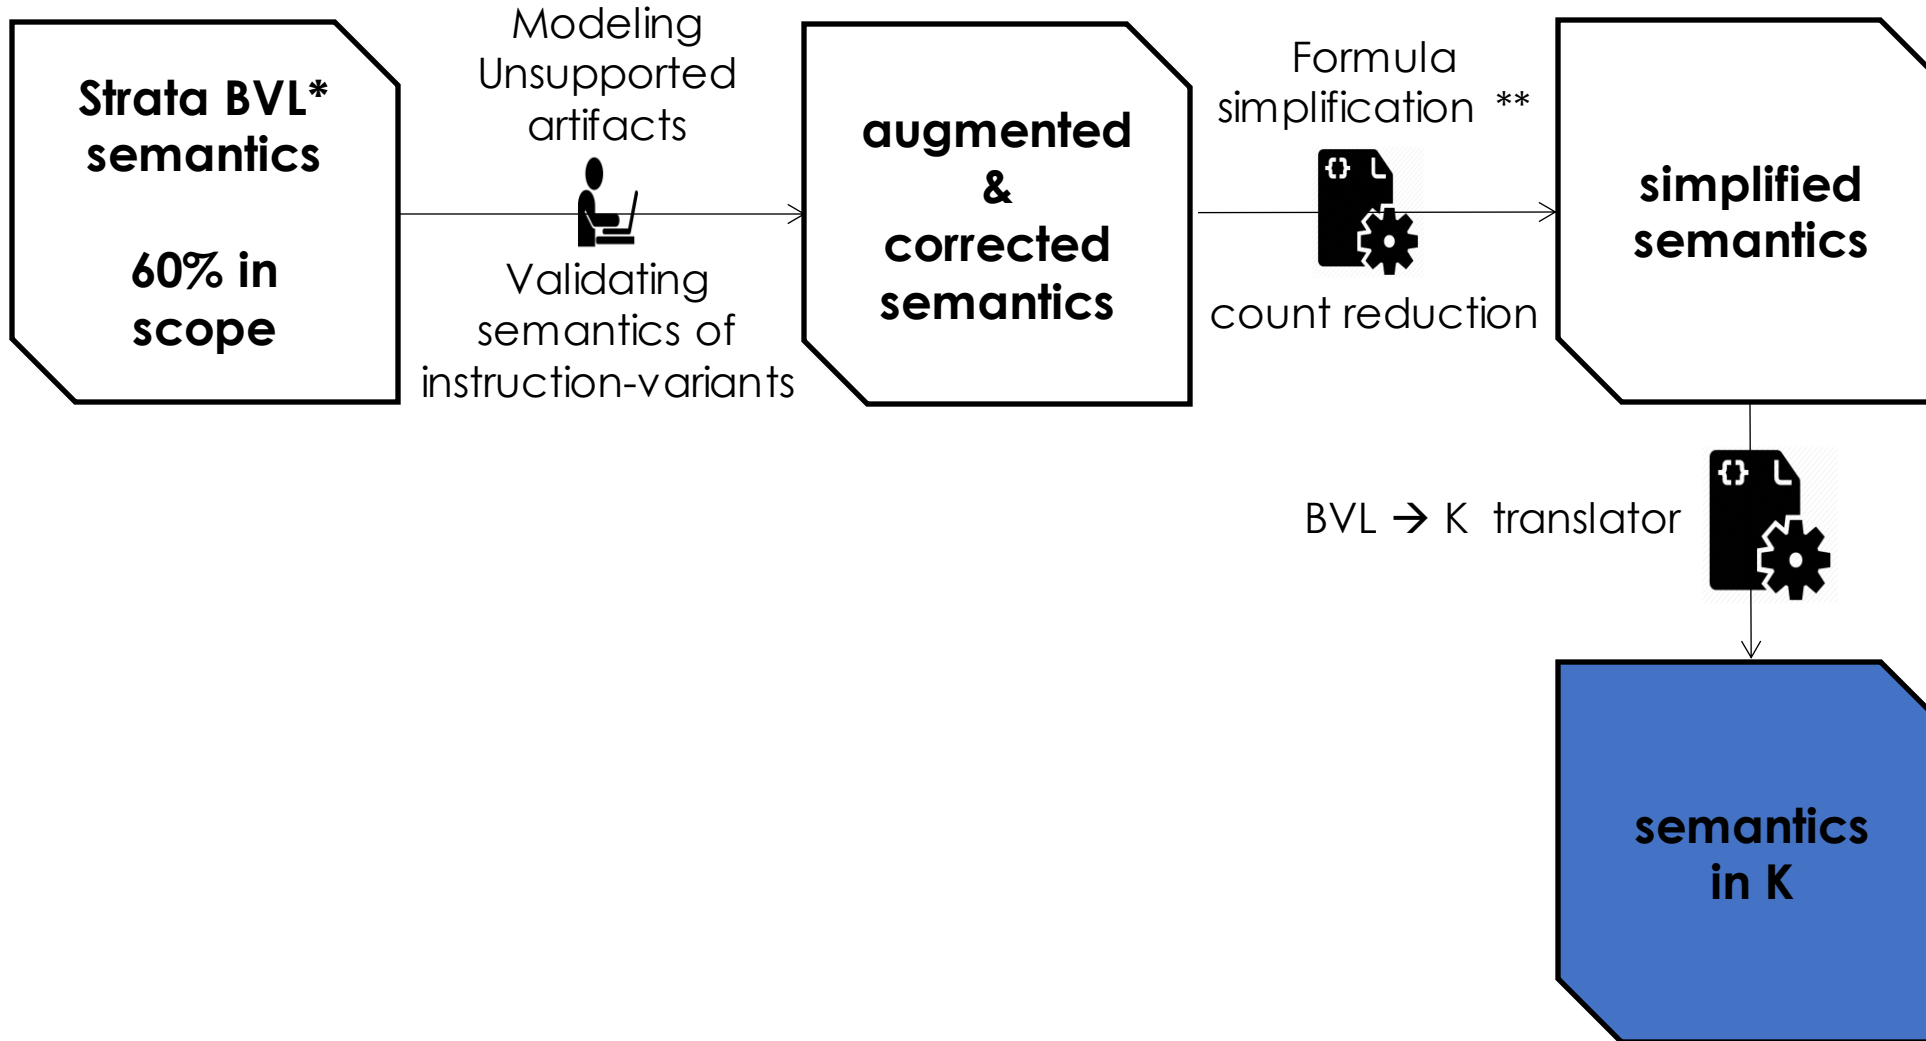 Strata BVL*
semantics
60% in
scope
Modeling
Unsupported
artifacts
Validating
semantics of
instruction-variants
augmented
&
corrected
semantics
Formula
simplification **
{} L
count reduction
simplified
semantics
BVL → K translator
{} L
semantics
in K